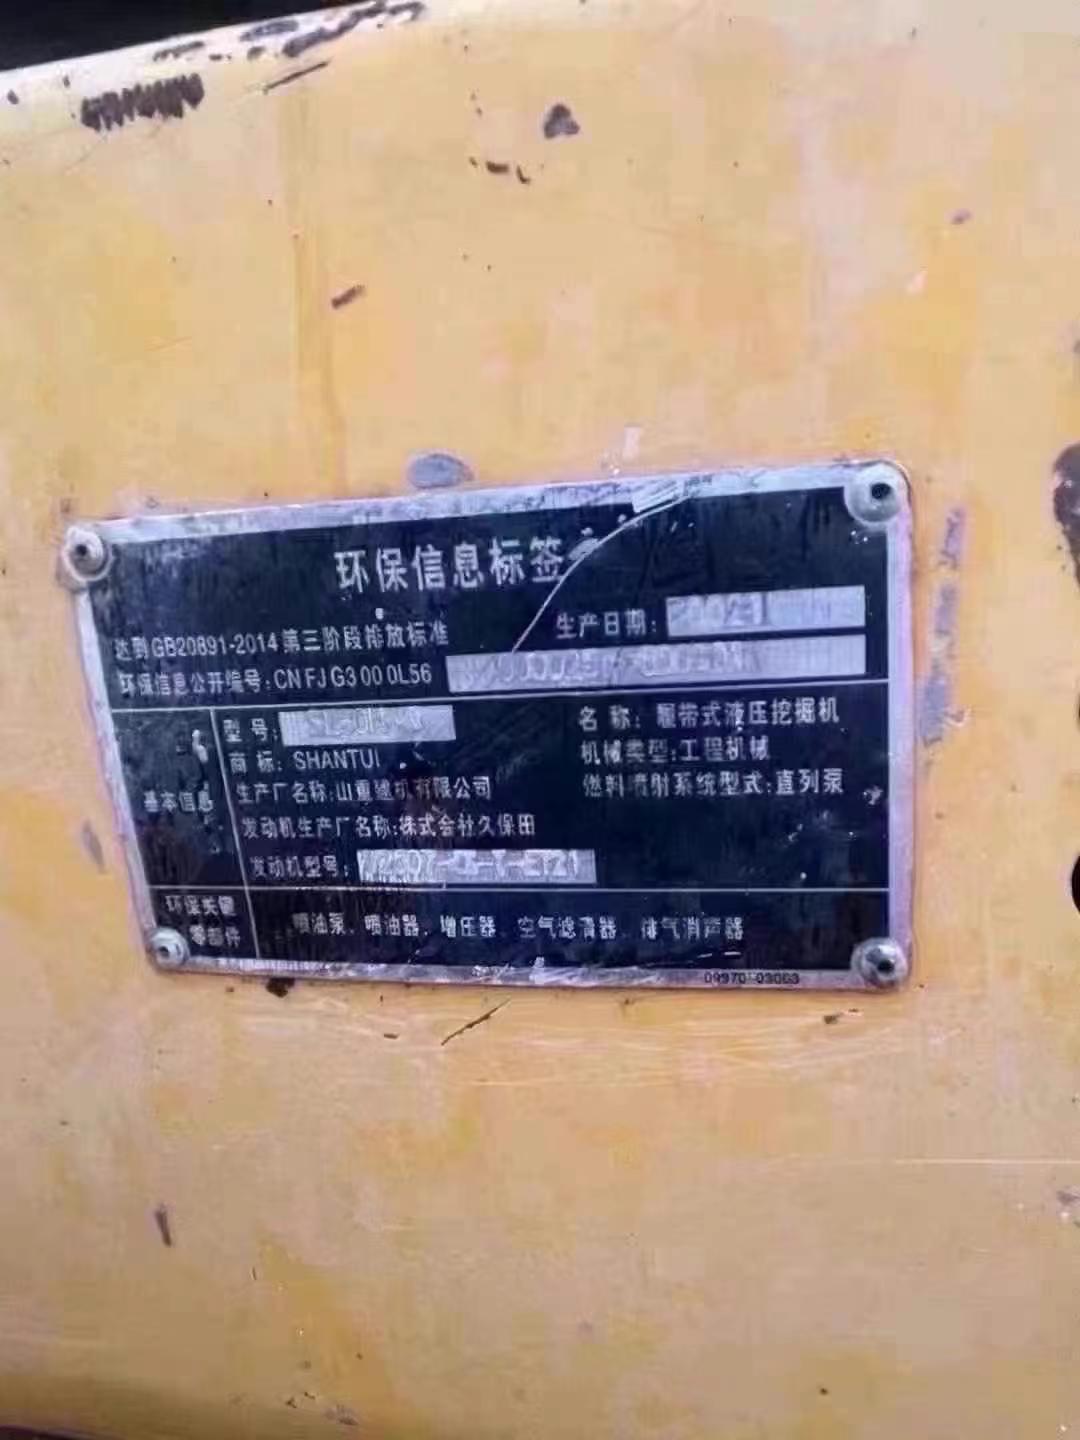 环保信息标签
生产日期:
达到GB20891-2014第三阶段排放标准
环保信息公开编号:CN FJ G3 00 0L56
基本信息
型号:
商标:SHANTUI
生产厂名称:山重建机有限公司
发动机生产厂名称:株式会社久保田
发动机型号:
名称:履带式液压挖掘机
机械类型:工程机械
燃料喷射系统型式:直列泵
环保关键
零部件
喷油泵、喷油器、增压器、空气滤清器、排气消声器
09970-03063